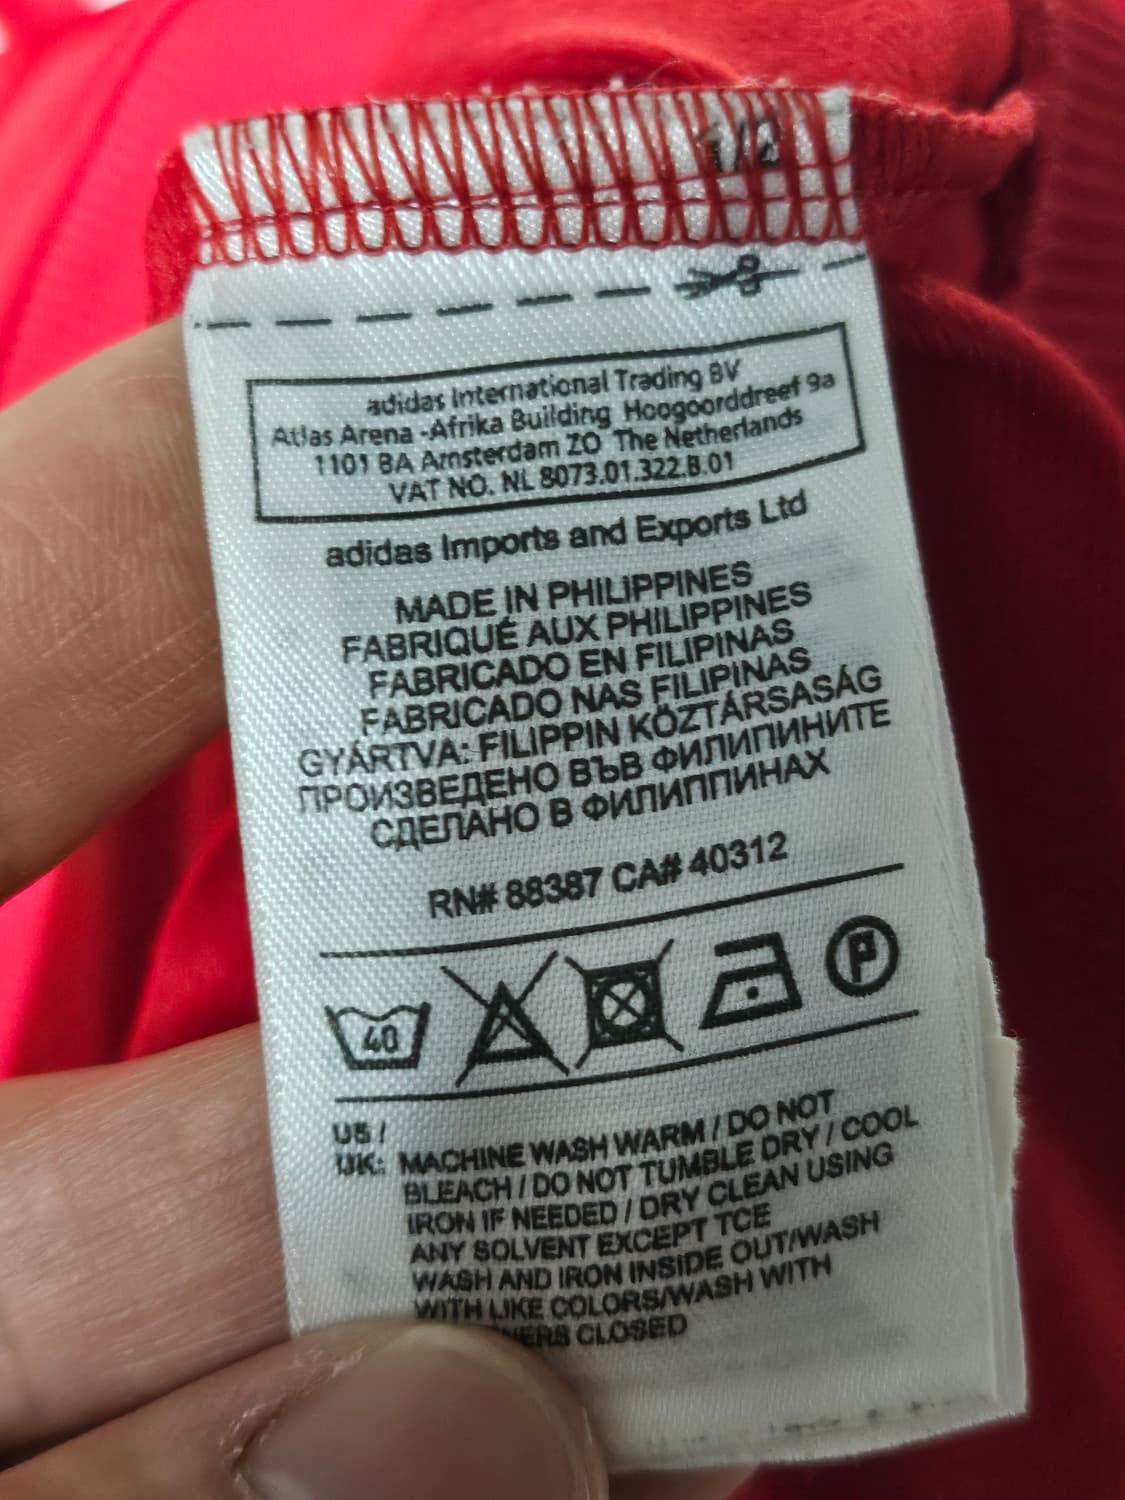 1/2
adidas International Trading BV
Atlas Arena -Afrika Building Hoogoorddreef 9a
1101 BA Amsterdam ZO The Netherlands
VAT NO. NL 8073.01.322.B.01
adidas Imports and Exports Ltd
MADE IN PHILIPPINES
FABRIQUÉ AUX PHILIPPINES
FABRICADO EN FILIPINAS
FABRICADO NAS FILIPINAS
GYÁRTVA: FILIPPIN KÖZTÁRSASÁG
ПРОИЗВЕДЕНО ВЪВ ФИЛИПИНИТЕ
СДЕЛАНО В ФИЛИППИНАХ
RN# 88387 CA# 40312
40 P
US /
UK: MACHINE WASH WARM / DO NOT
BLEACH / DO NOT TUMBLE DRY / COOL
IRON IF NEEDED / DRY CLEAN USING
ANY SOLVENT EXCEPT TCE
WASH AND IRON INSIDE OUT/WASH
WITH LIKE COLORS/WASH WITH
CLOSED